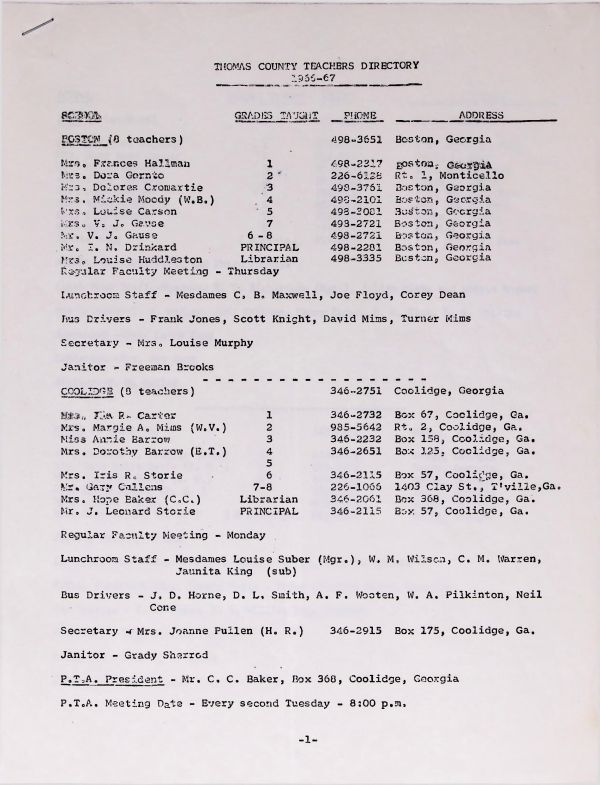 THOMAS COUNTY TEACHERS DIRECTORY
1966-67
SCHOOL GRADES TAUGHT PHONE ADDRESS
BOSTON (8 teachers) 498-3651 Boston, Georgia
Mrs. Frances Hallman 1 498-2217 Boston, Georgia
Mrs. Dora Gornto 2 226-6128 Rt. 1, Monticello
Mrs. Dolores Cromartie 3 498-3761 Boston, Georgia
Mrs. Mickie Moody (W.B.) 4 498-2101 Boston, Georgia
Mrs. Louise Carson 5 498-2081 Boston, Georgia
Mrs. V. J. Gause 7 498-2721 Boston, Georgia
Mr. V. J. Gause 6-8 498-2721 Boston, Georgia
Mr. I. N. Drinkard PRINCIPAL 498-2281 Boston, Georgia
Mrs. Louise Huddleston Librarian 498-3335 Boston, Georgia
Regular Faculty Meeting - Thursday
Lunchroom Staff - Mesdames C. B. Maxwell, Joe Floyd, Corey Dean
Bus Drivers - Frank Jones, Scott Knight, David Mims, Turner Mims
Secretary - Mrs. Louise Murphy
Janitor - Freeman Brooks
- - - - - - - - - - - - - - - - - -
COOLIDGE (8 teachers) 346-2751 Coolidge, Georgia
Mrs. R. Carter 1 346-2732 Box 67, Coolidge, Ga.
Mrs. Margie A. Mims (W.V.) 2 985-5642 Rt. 2, Coolidge, Ga.
Miss Annie Barrow 3 346-2232 Box 158, Coolidge, Ga.
Mrs. Dorothy Barrow (E.T.) 4 346-2651 Box 125, Coolidge, Ga.
5
Mrs. Iris R. Storie 6 346-2115 Box 57, Coolidge, Ga.
Mr. Gary Cullens 7-8 226-1066 1403 Clay St., T'ville,Ga.
Mrs. Hope Baker (C.C.) Librarian 346-2061 Box 368, Coolidge, Ga.
Mr. J. Leonard Storie PRINCIPAL 346-2115 Box 57, Coolidge, Ga.
Regular Faculty Meeting - Monday
Lunchroom Staff - Mesdames Louise Suber (Mgr.), W. M. Wilson, C. M. Warren,
Jaunita King (sub)
Bus Drivers - J. D. Horne, D. L. Smith, A. F. Wooten, W. A. Pilkinton, Neil
Cone
Secretary - Mrs. Joanne Pullen (H. R.) 346-2915 Box 175, Coolidge, Ga.
Janitor - Grady Sherrod
P.T.A. President - Mr. C. C. Baker, Box 368, Coolidge, Georgia
P.T.A. Meeting Date - Every second Tuesday - 8:00 p.m.
-1-